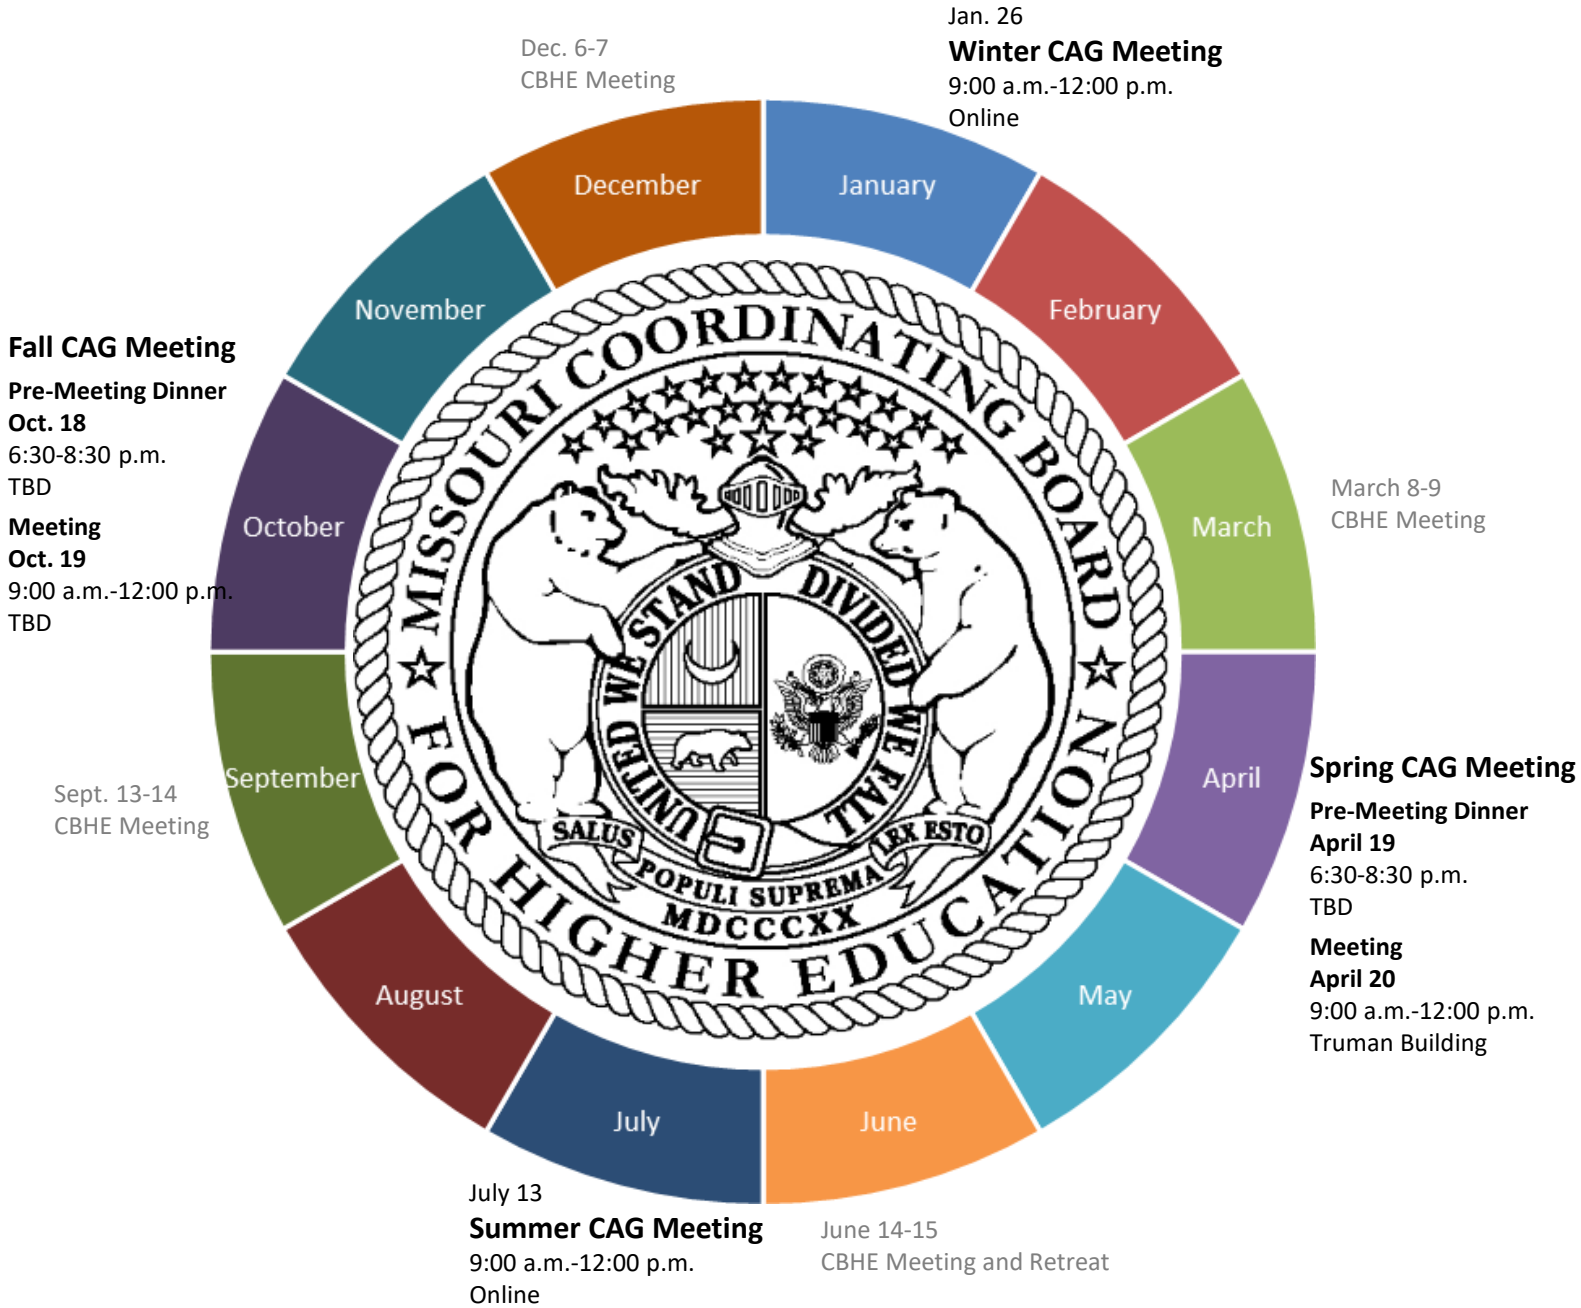 Jan. 26
Winter CAG Meeting
9:00 a.m.-12:00 p.m.
Online
Dec. 6-7
CBHE Meeting
December
January
November
February
Fall CAG Meeting
Pre-Meeting Dinner
Oct. 18
6:30-8:30 p.m.
TBD
Meeting
Oct. 19
9:00 a.m.-12:00 p.m.
TBD
October
March
March 8-9
CBHE Meeting
MISSOURI COORDINATING BOARD
FOR HIGHER EDUCATION
UNITED WE STAND DIVIDED WE FALL
SALUS POPULI SUPREMA LEX ESTO
MDCCCXX
September
Sept. 13-14
CBHE Meeting
April
Spring CAG Meeting
Pre-Meeting Dinner
April 19
6:30-8:30 p.m.
TBD
Meeting
April 20
9:00 a.m.-12:00 p.m.
Truman Building
August
May
July
June
July 13
Summer CAG Meeting
9:00 a.m.-12:00 p.m.
Online
June 14-15
CBHE Meeting and Retreat